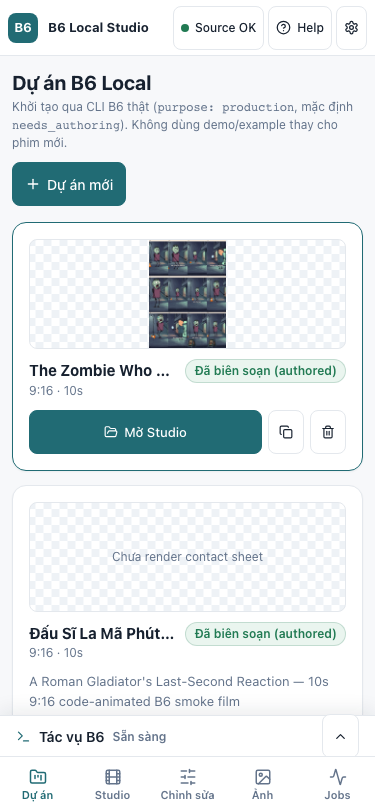 B6 B6 Local Studio Source OK Help
Dự án B6 Local
Khởi tạo qua CLI B6 thật (purpose: production, mặc định
needs_authoring). Không dùng demo/example thay cho
phim mới.
+ Dự án mới
The Zombie Who ... Đã biên soạn (authored)
9:16 · 10s
Mở Studio
Chưa render contact sheet
Đấu Sĩ La Mã Phút... Đã biên soạn (authored)
9:16 · 10s
A Roman Gladiator's Last-Second Reaction — 10s
9:16 code-animated B6 smoke film
Tác vụ B6 Sẵn sàng
Dự án Studio Chỉnh sửa Ảnh Jobs